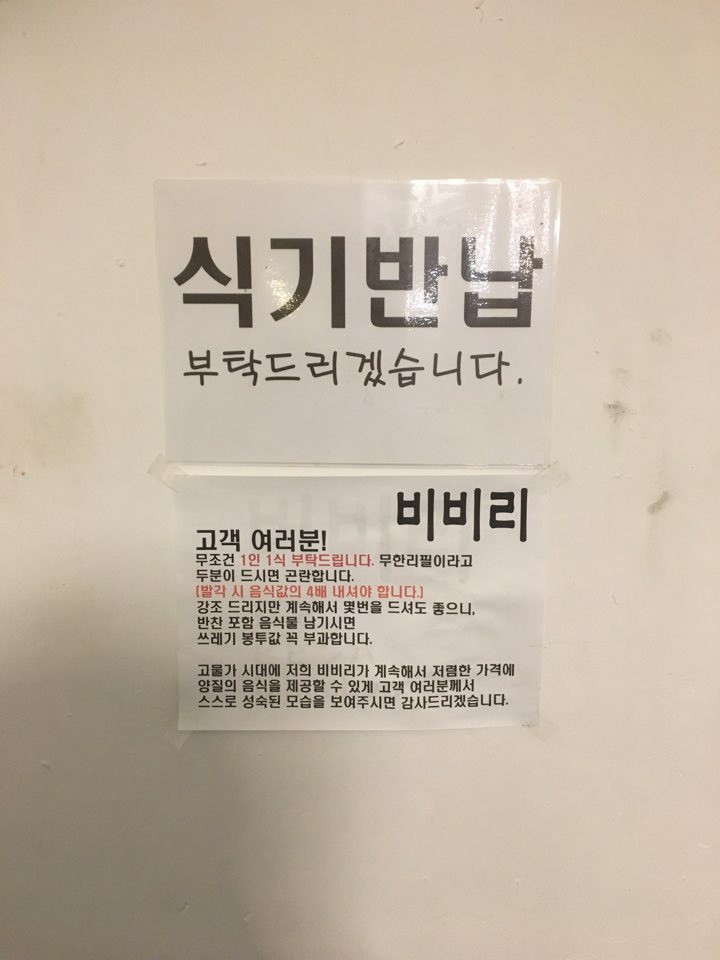 식기반납
부탁드리겠습니다.
비비리
고객 여러분!
무조건 1인 1식 부탁드립니다. 무한리필이라고
두분이 드시면 곤란합니다.
[발각 시 음식값의 4배 내셔야 합니다.]
강조 드리지만 계속해서 몇번을 드셔도 좋으니,
반찬 포함 음식물 남기시면
쓰레기 봉투값 꼭 부과합니다.
고물가 시대에 저희 비비리가 계속해서 저렴한 가격에
양질의 음식을 제공할 수 있게 고객 여러분께서
스스로 성숙된 모습을 보여주시면 감사드리겠습니다.